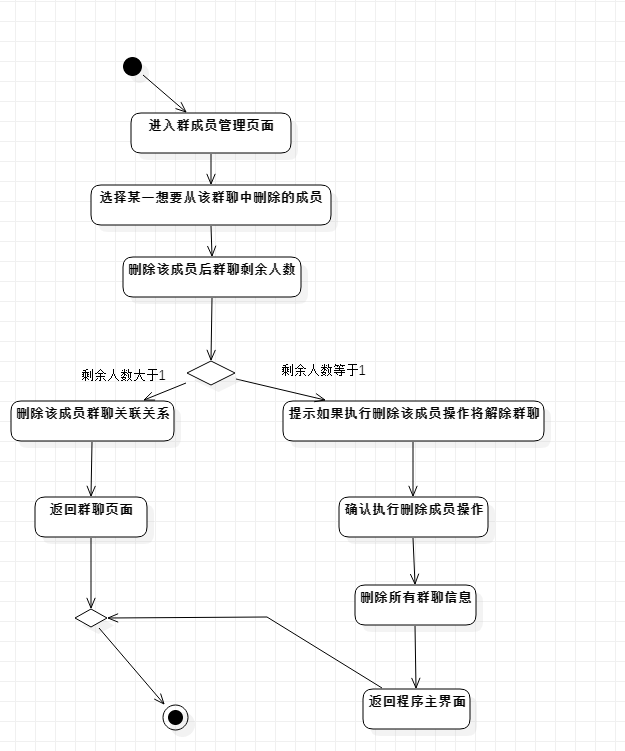 进入群成员管理页面
选择某一想要从该群聊中删除的成员
删除该成员后群聊剩余人数
剩余人数大于1
剩余人数等于1
删除该成员群聊关联关系
提示如果执行删除该成员操作将解除群聊
返回群聊页面
确认执行删除成员操作
删除所有群聊信息
返回程序主界面